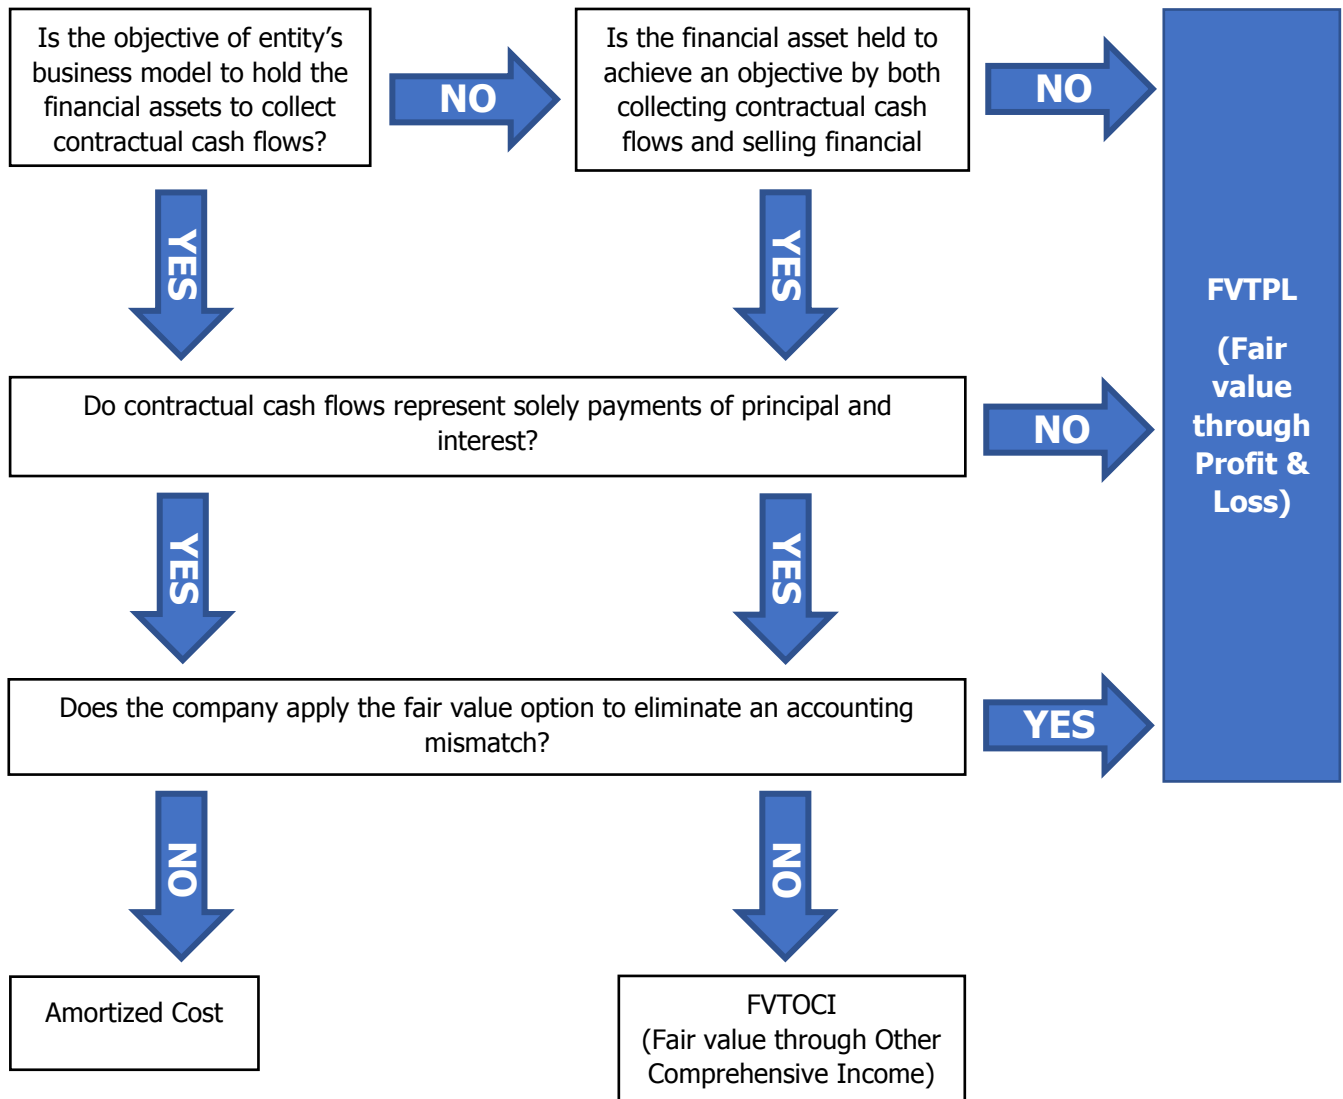 Is the objective of entity’s
business model to hold the
financial assets to collect
contractual cash flows?
NO
Is the financial asset held to
achieve an objective by both
collecting contractual cash
flows and selling financial
NO
YES
YES
FVTPL
(Fair
value
through
Profit &
Loss)
Do contractual cash flows represent solely payments of principal and
interest?
NO
YES
YES
Does the company apply the fair value option to eliminate an accounting
mismatch?
YES
NO
NO
Amortized Cost
FVTOCI
(Fair value through Other
Comprehensive Income)